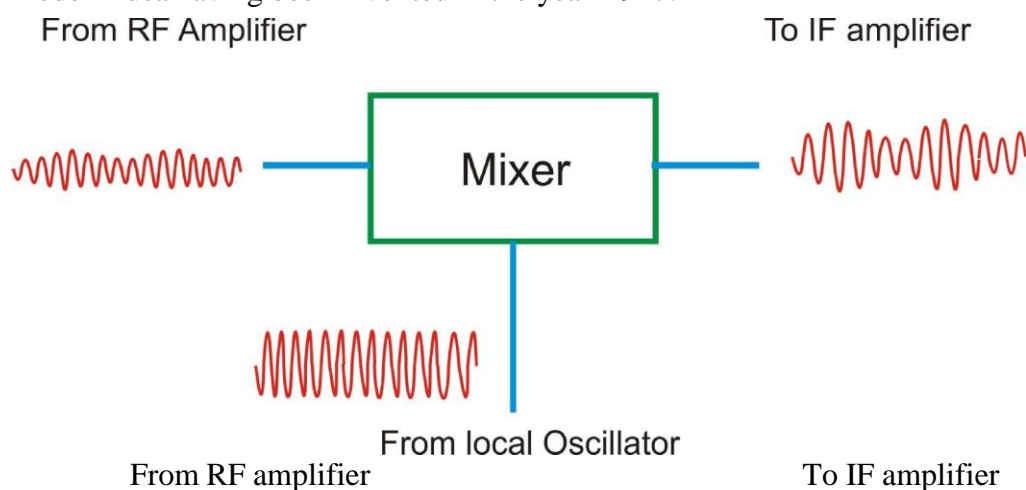 From RF Amplifier To IF amplifier
Mixer
From local Oscillator
From RF amplifier To IF amplifier